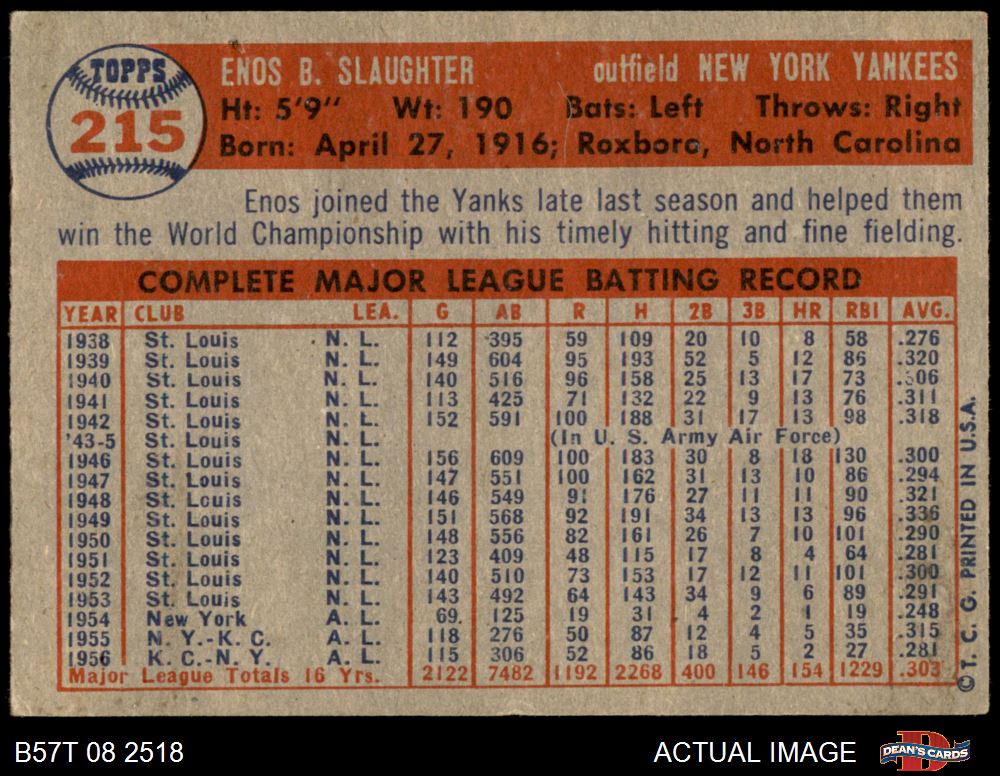 TOPPS
215
ENOS B. SLAUGHTER outfield NEW YORK YANKEES
Ht: 5'9" Wt: 190 Bats: Left Throws: Right
Born: April 27, 1916; Roxboro, North Carolina
Enos joined the Yanks late last season and helped them
win the World Championship with his timely hitting and fine fielding.
COMPLETE MAJOR LEAGUE BATTING RECORD
YEAR CLUB LEA. G AB R H 2B 3B HR RBI AVG.
1938 St. Louis N. L. 112 395 59 109 20 10 8 58 .276
1939 St. Louis N. L. 149 604 95 193 52 5 12 86 .320
1940 St. Louis N. L. 140 516 96 158 25 13 17 73 .306
1941 St. Louis N. L. 113 425 71 132 22 9 13 76 .311
1942 St. Louis N. L. 152 591 100 188 31 17 13 98 .318
'43-5 St. Louis N. L. (In U. S. Army Air Force)
1946 St. Louis N. L. 156 609 100 183 30 8 18 130 .300
1947 St. Louis N. L. 147 551 100 162 31 13 10 86 .294
1948 St. Louis N. L. 146 549 91 176 27 11 11 90 .321
1949 St. Louis N. L. 151 568 92 191 34 13 13 96 .336
1950 St. Louis N. L. 148 556 82 161 26 7 10 101 .290
1951 St. Louis N. L. 123 409 48 115 17 8 4 64 .281
1952 St. Louis N. L. 140 510 73 153 17 12 11 101 .300
1953 St. Louis N. L. 143 492 64 143 34 9 6 89 .291
1954 New York A. L. 69. 125 19 31 4 2 1 19 .248
1955 N. Y.-K. C. A. L. 118 276 50 87 12 4 5 35 .315
1956 K. C.-N. Y. A. L. 115 306 52 86 18 5 2 27 .281
Major League Totals 16 Yrs. 2122 7482 1192 2268 400 146 154 1229 .303
© T. C. G. PRINTED IN U.S.A.
B57T 08 2518 ACTUAL IMAGE DEAN'S CARDS